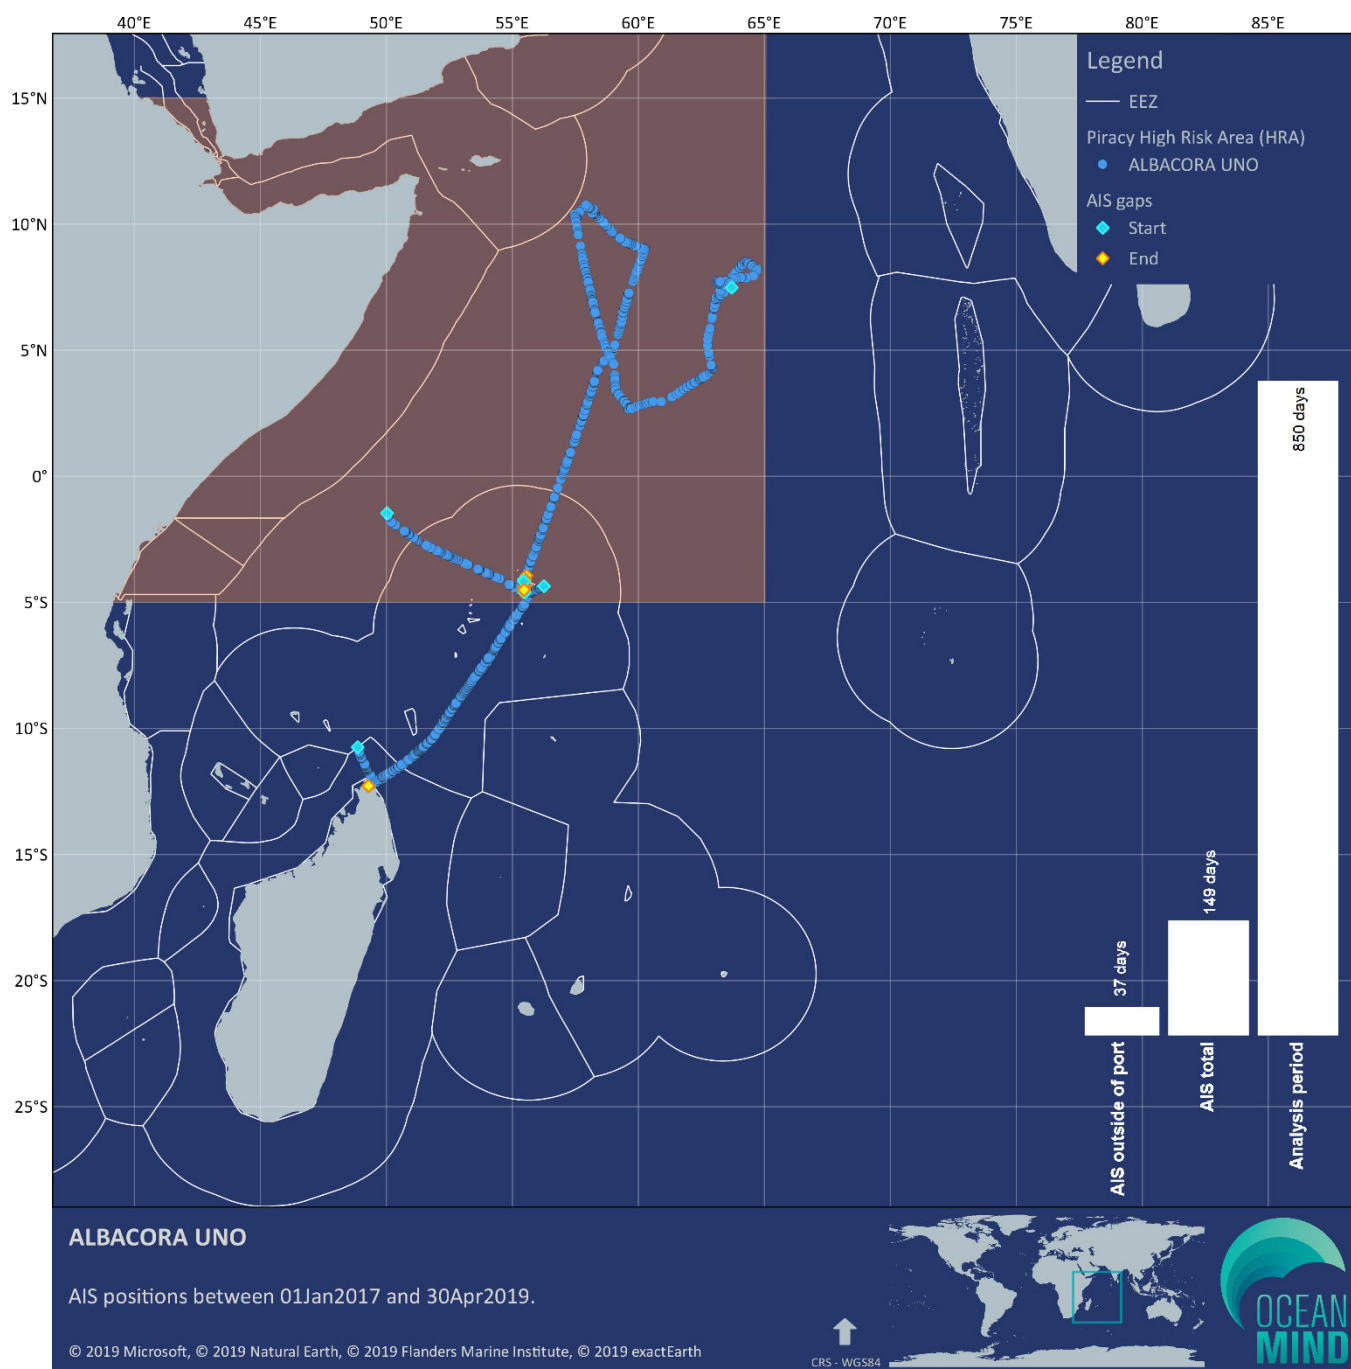 40°E 45°E 50°E 55°E 60°E 65°E 70°E 75°E 80°E 85°E
Legend
EEZ
Piracy High Risk Area (HRA)
ALBACORA UNO
AIS gaps
Start
End
15°N
10°N
5°N
0°
5°S
10°S
15°S
20°S
25°S
37 days
149 days
850 days
AIS outside of port
AIS total
Analysis period
ALBACORA UNO
AIS positions between 01Jan2017 and 30Apr2019.
© 2019 Microsoft, © 2019 Natural Earth, © 2019 Flanders Marine Institute, © 2019 exactEarth
CRS - WGS84
OCEAN
MIND